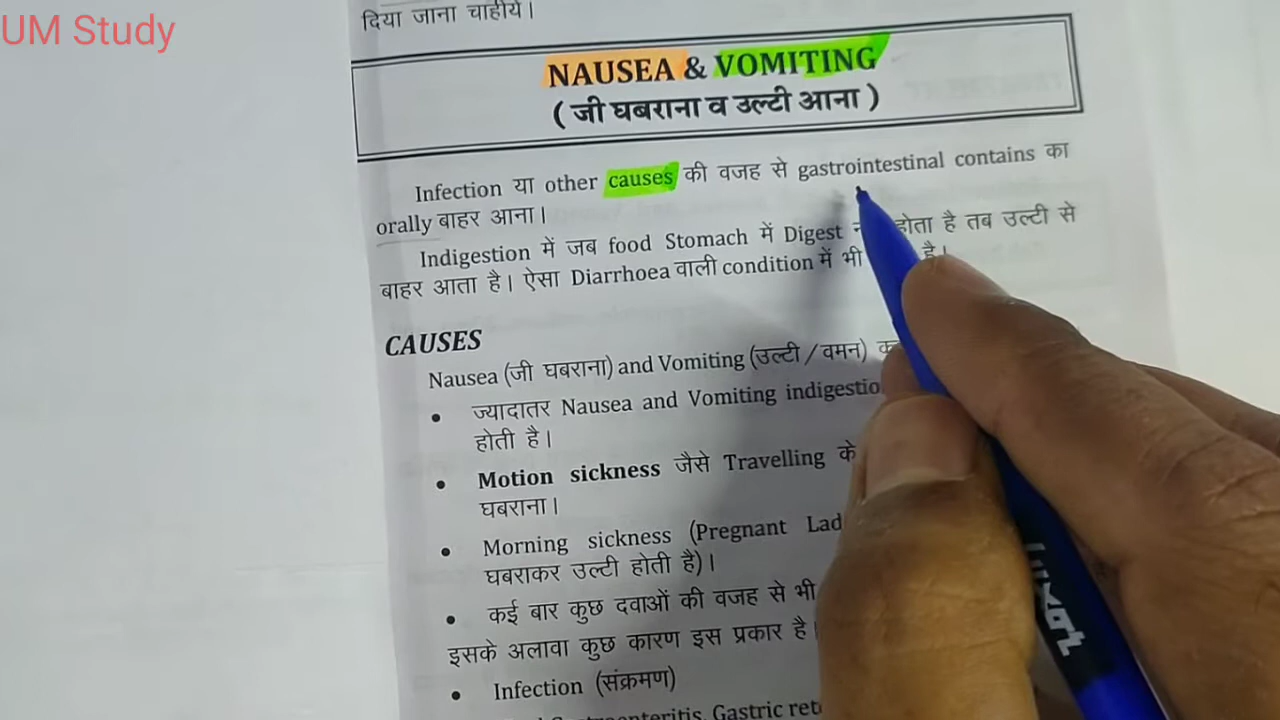 UM Study
दिया जाना चाहीये।
NAUSEA & VOMITING
( जी घबराना व उल्टी आना )
Infection या other causes की वजह से gastrointestinal contains का
orally बाहर आना।
Indigestion में जब food Stomach में Digest होता है तब उल्टी से
बाहर आता है। ऐसा Diarrhoea वाली condition में भी है।
CAUSES
Nausea (जी घबराना) and Vomiting (उल्टी / वमन)
• ज्यादातर Nausea and Vomiting
होती है।
• Motion sickness जैसे Travelling के
घबराना।
• Morning sickness (Pregnant
घबराकर उल्टी होती है)।
• कई बार कुछ दवाओं की वजह से भी
इसके अलावा कुछ कारण इस प्रकार है।
• Infection (संक्रमण)
Gastroenteritis, Gastric
Luxor